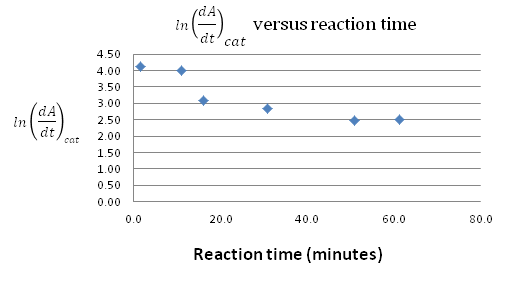 ln(dA/dt)cat versus reaction time
ln(dA/dt)cat
4.50
4.00
3.50
3.00
2.50
2.00
1.50
1.00
0.50
0.00
0.0 20.0 40.0 60.0 80.0
Reaction time (minutes)